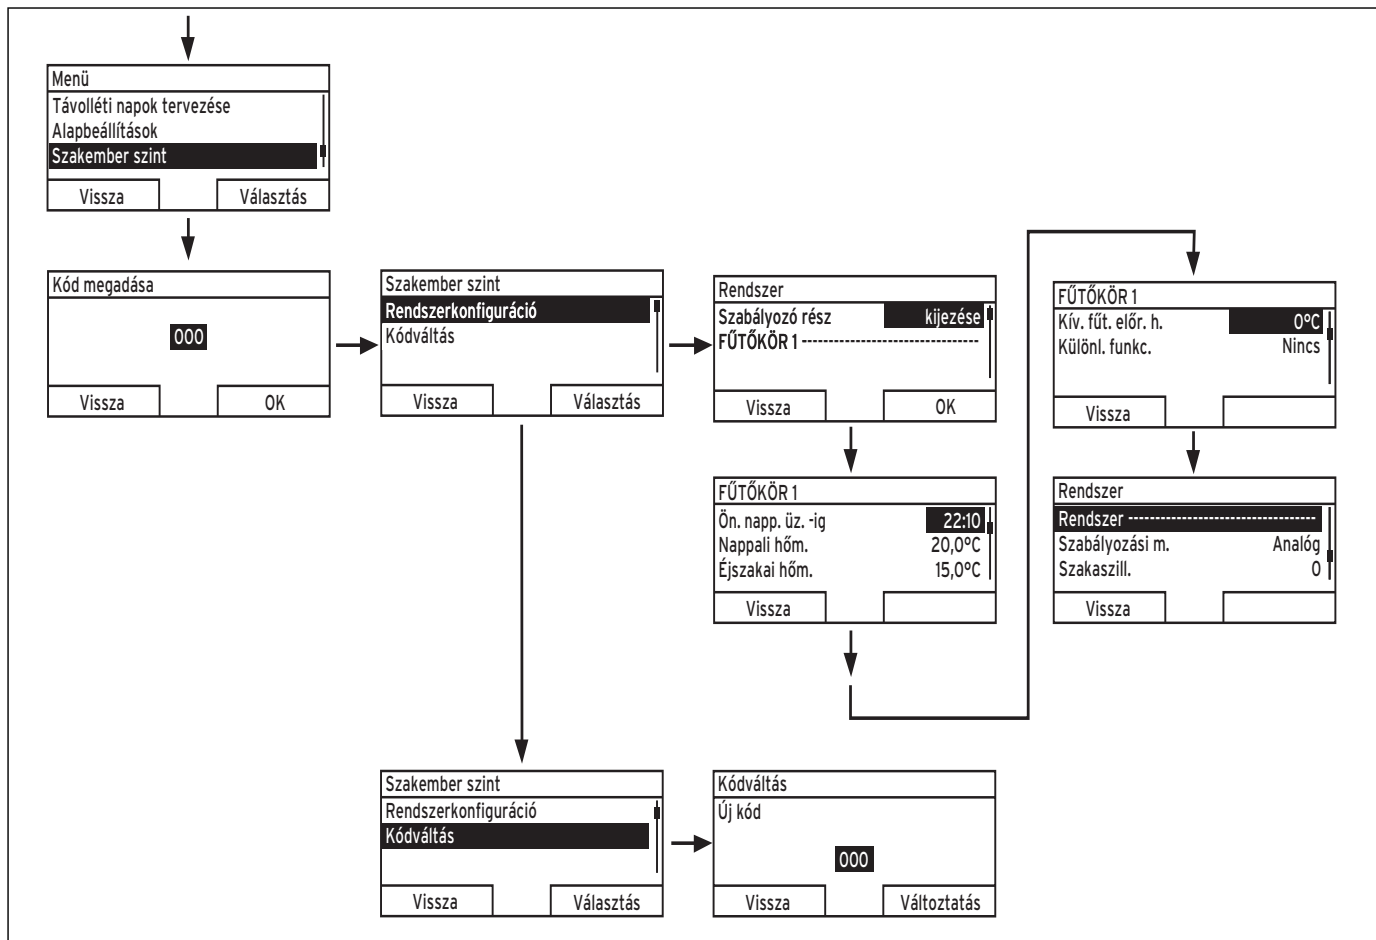 Menü
Távolléti napok tervezése
Alapbeállítások
Szakember szint
Vissza Választás
Kód megadása
000
Vissza OK
Szakember szint
Rendszerkonfiguráció
Kódváltás
Vissza Választás
Rendszer
Szabályozó rész kijezése
FŰTŐKÖR 1 --------------------------------
Vissza OK
FŰTŐKÖR 1
Ön. napp. üz. -ig 22:10
Nappali hőm. 20,0°C
Éjszakai hőm. 15,0°C
Vissza
FŰTŐKÖR 1
Kív. fűt. előr. h. 0°C
Különl. funkc. Nincs
Vissza
Rendszer
Rendszer ----------------------------------
Szabályozási m. Analóg
Szakaszill. 0
Vissza
Szakember szint
Rendszerkonfiguráció
Kódváltás
Vissza Választás
Kódváltás
Új kód
000
Vissza Változtatás